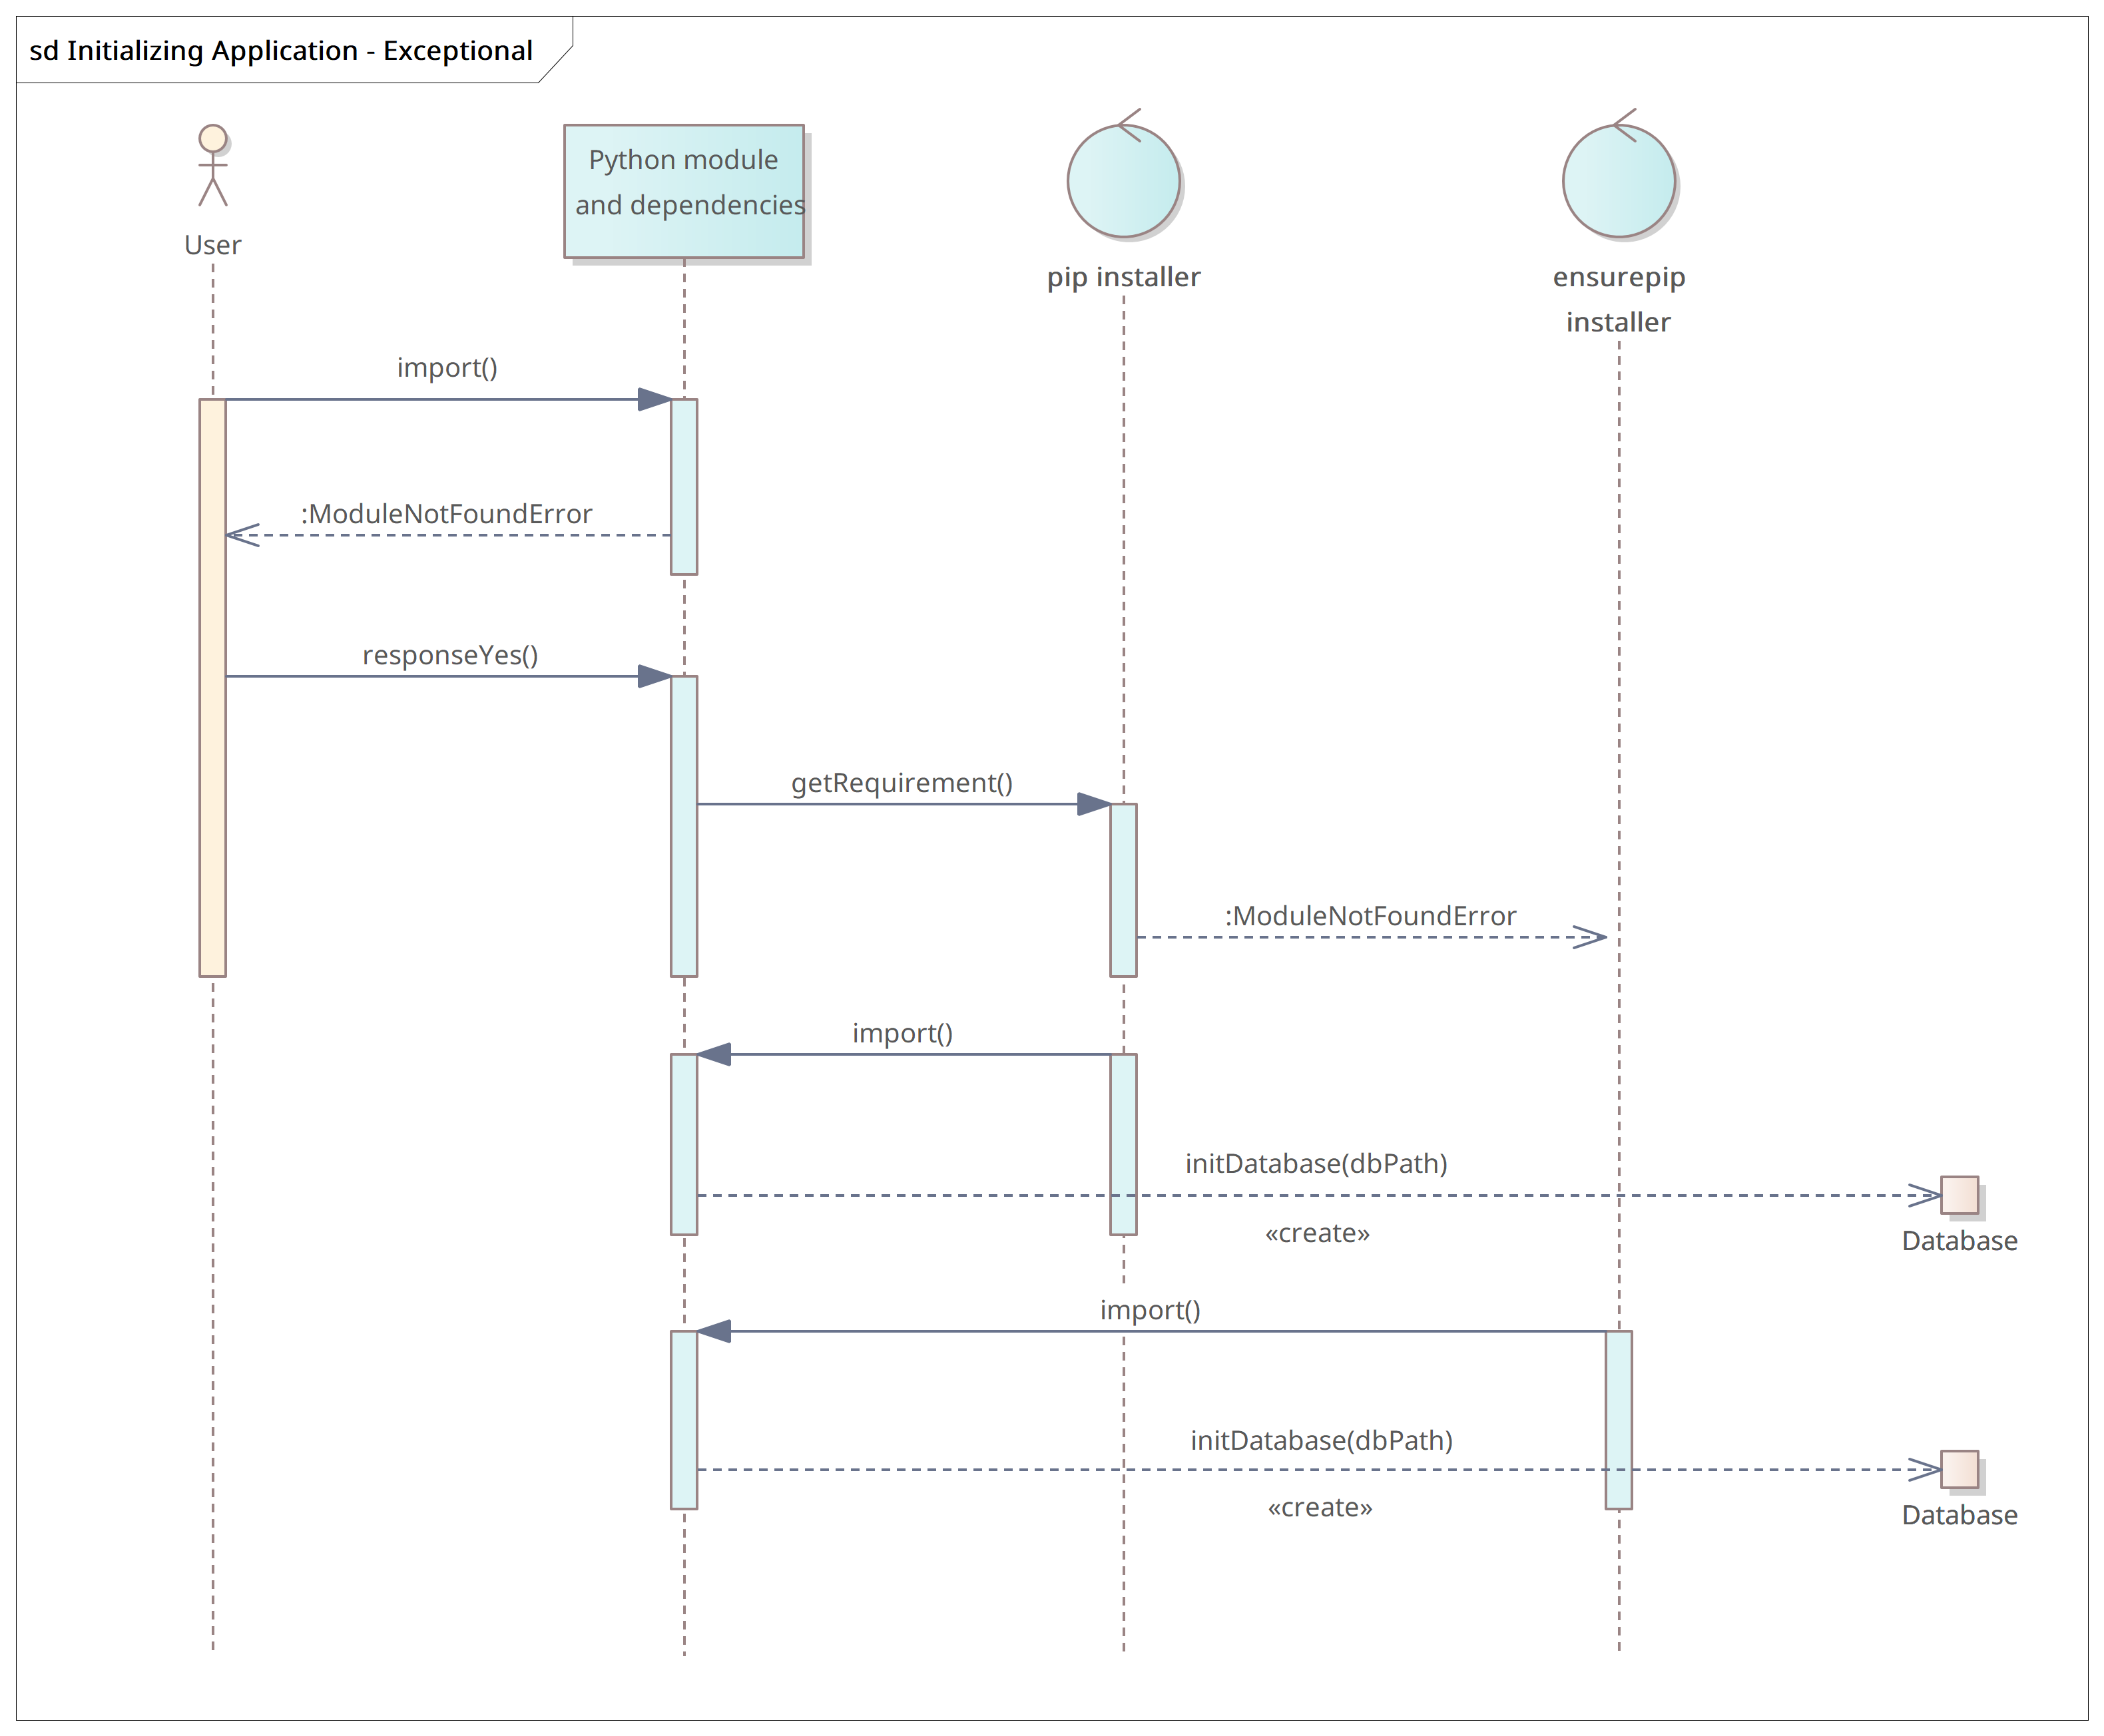 sd Initializing Application - Exceptional
Python module
and dependencies
User
pip installer
ensurepip
installer
import()
:ModuleNotFoundError
responseYes()
getRequirement()
:ModuleNotFoundError
import()
initDatabase(dbPath)
«create»
Database
import()
initDatabase(dbPath)
«create»
Database